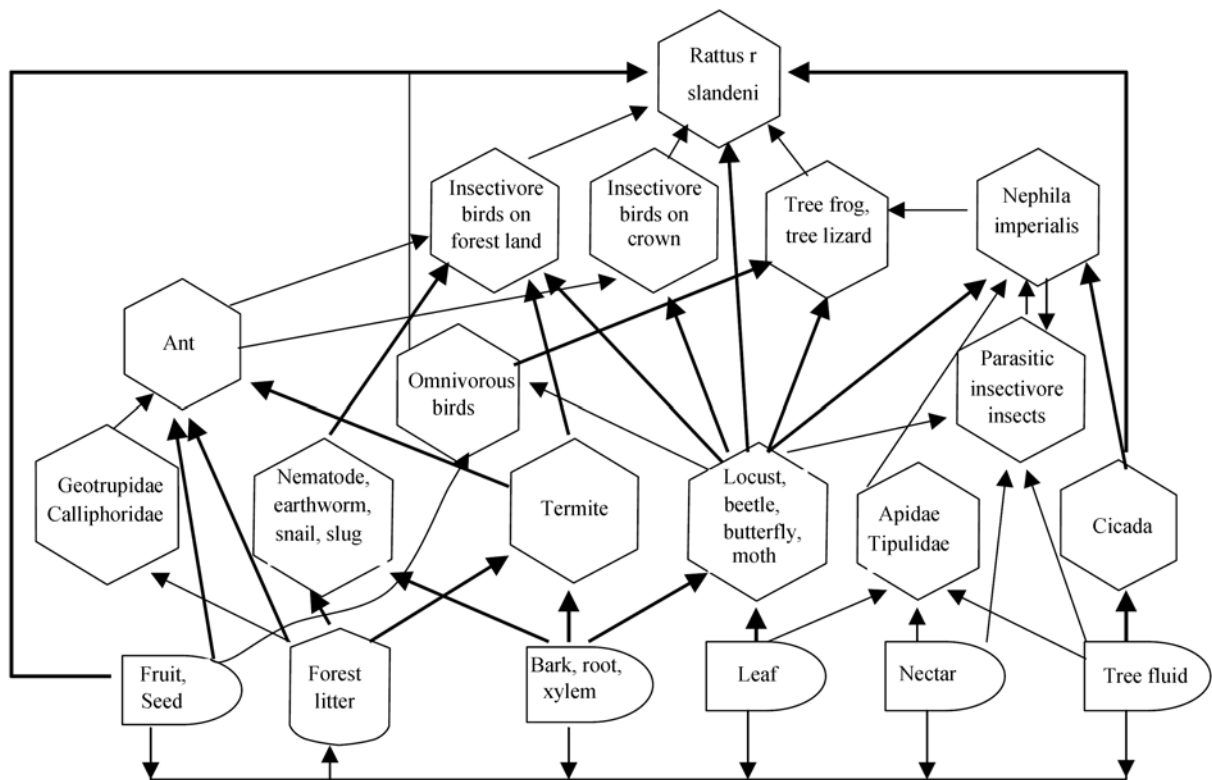 Rattus r
slandeni
Insectivore
birds on
forest land
Insectivore
birds on
crown
Tree frog,
tree lizard
Nephila
imperialis
Ant
Omnivorous
birds
Parasitic
insectivore
insects
Geotrupidae
Calliphoridae
Nematode,
earthworm,
snail, slug
Termite
Locust,
beetle,
butterfly,
moth
Apidae
Tipulidae
Cicada
Fruit,
Seed
Forest
litter
Bark, root,
xylem
Leaf
Nectar
Tree fluid